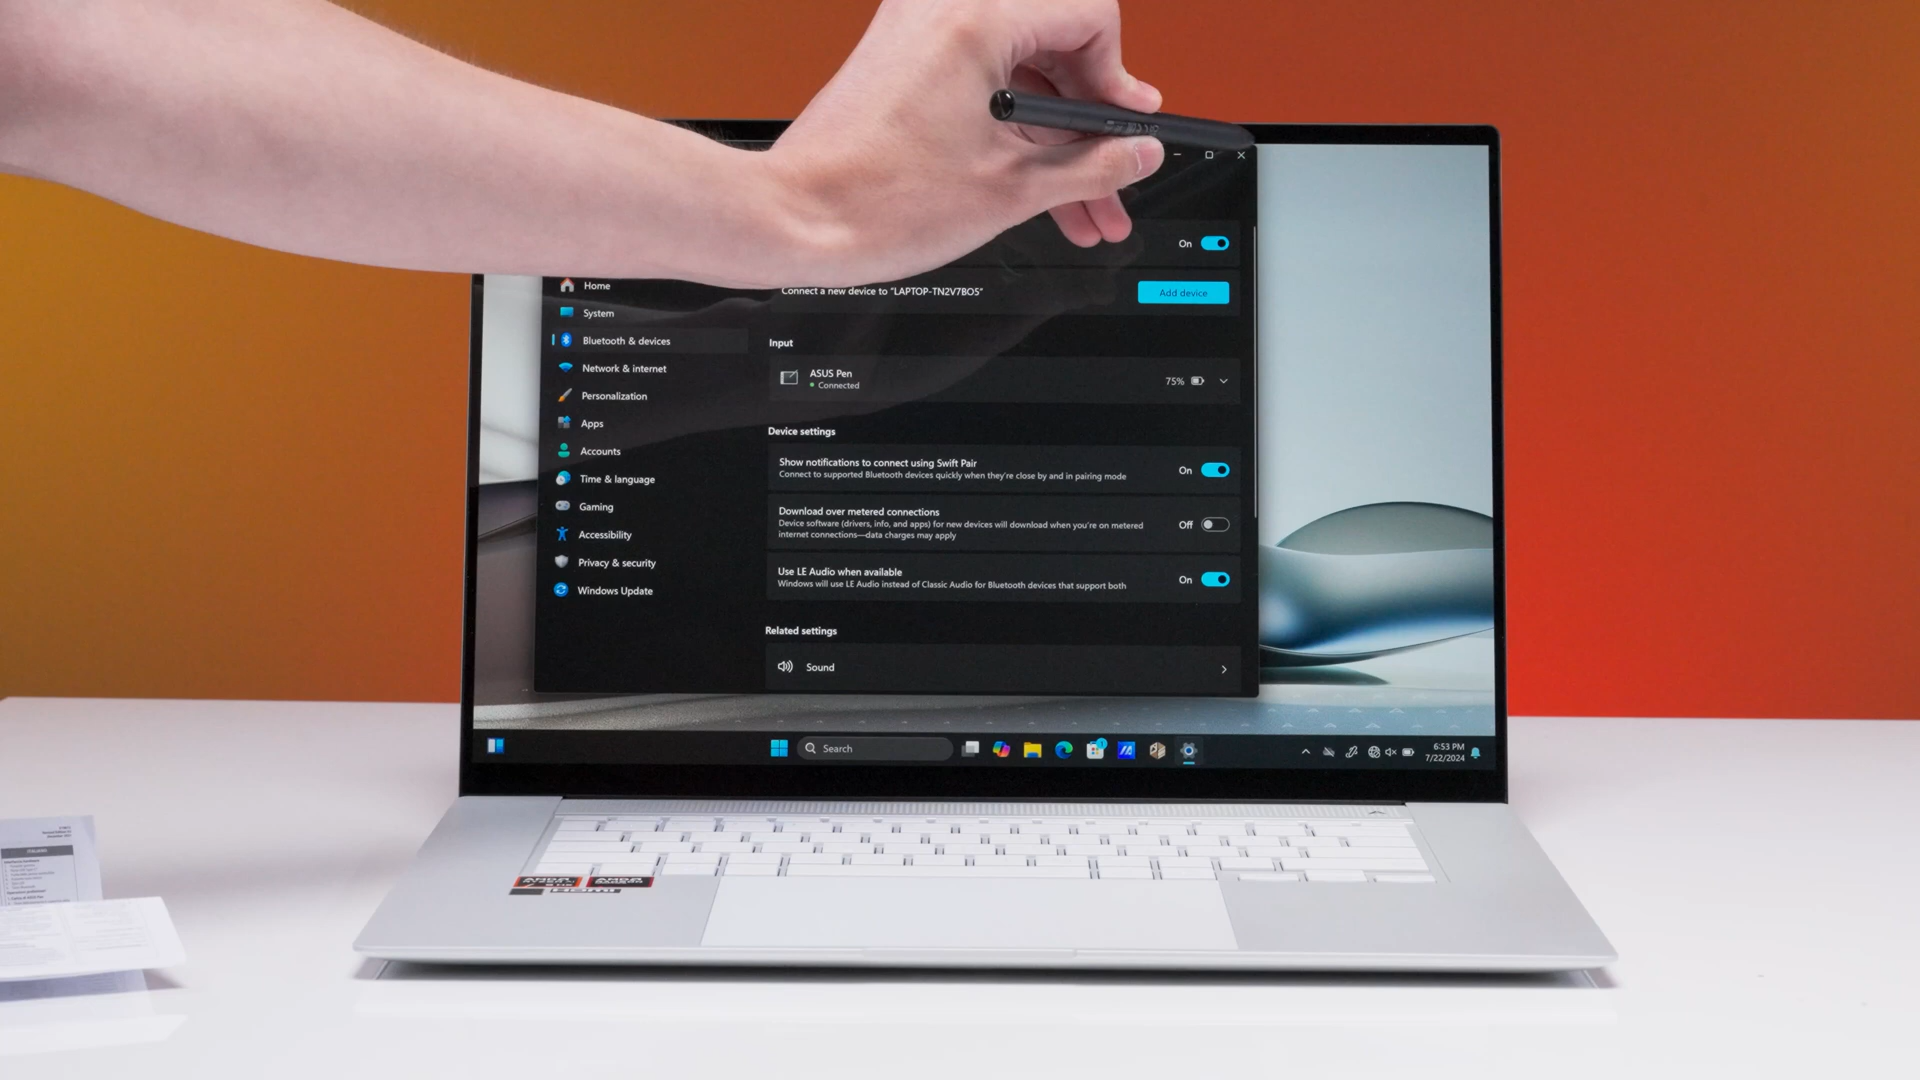 On
Connect a new device to "LAPTOP-TN2V7BO5"
Add device
Home
System
Bluetooth & devices
Network & internet
Personalization
Apps
Accounts
Time & language
Gaming
Accessibility
Privacy & security
Windows Update
Input
ASUS Pen
Connected
75%
Device settings
Show notifications to connect using Swift Pair
Connect to supported Bluetooth devices quickly when they're close by and in pairing mode
On
Download over metered connections
Device software (drivers, info, and apps) for new devices will download when you're on metered
internet connections—data charges may apply
Off
Use LE Audio when available
Windows will use LE Audio instead of Classic Audio for Bluetooth devices that support both
On
Related settings
Sound
Search
6:53 PM
7/22/2024
AMDA
AMDA
HDMI